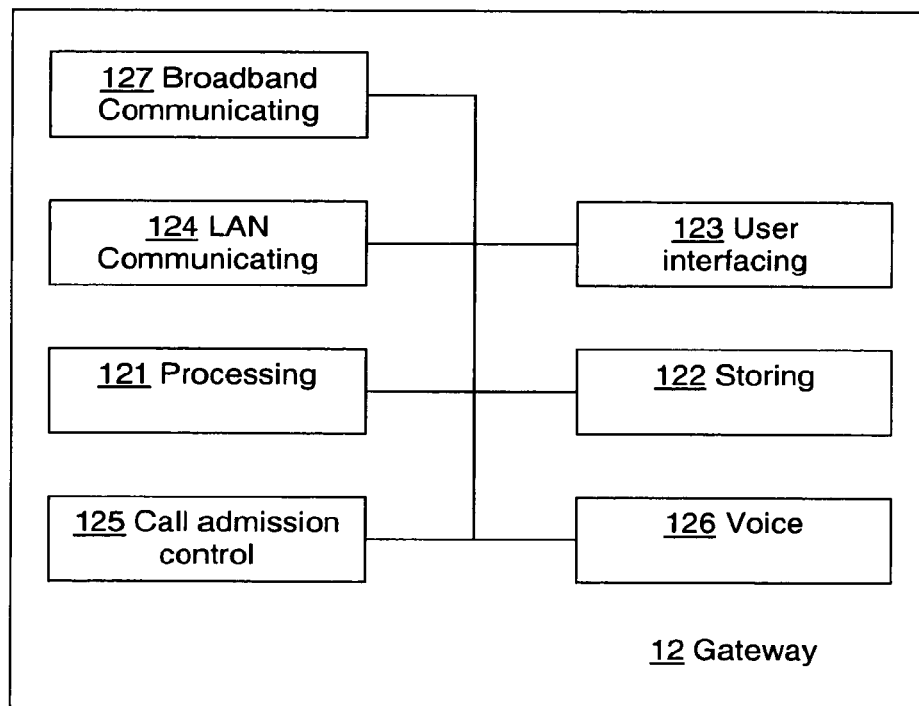 127 Broadband
Communicating
124 LAN
Communicating
123 User
interfacing
121 Processing
122 Storing
125 Call admission
control
126 Voice
12 Gateway